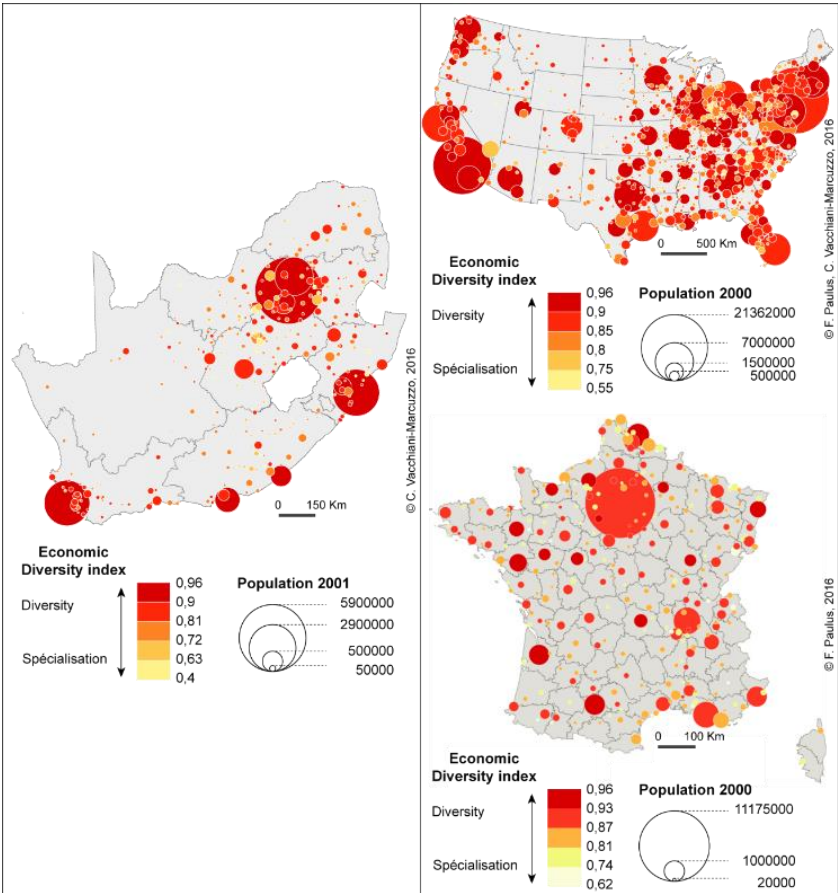 0 150 Km
© C. Vacchiani-Marcuzzo, 2016
Economic
Diversity index
Diversity
Spécialisation
0,96
0,9
0,81
0,72
0,63
0,4
Population 2001
5900000
2900000
500000
50000
0 500 Km
© F. Paulus, C. Vacchiani-Marcuzzo, 2016
Economic
Diversity index
Diversity
Spécialisation
0,96
0,9
0,85
0,8
0,75
0,55
Population 2000
21362000
7000000
1500000
500000
0 100 Km
© F. Paulus, 2016
Economic
Diversity index
Diversity
Spécialisation
0,96
0,93
0,87
0,81
0,74
0,62
Population 2000
11175000
1000000
20000